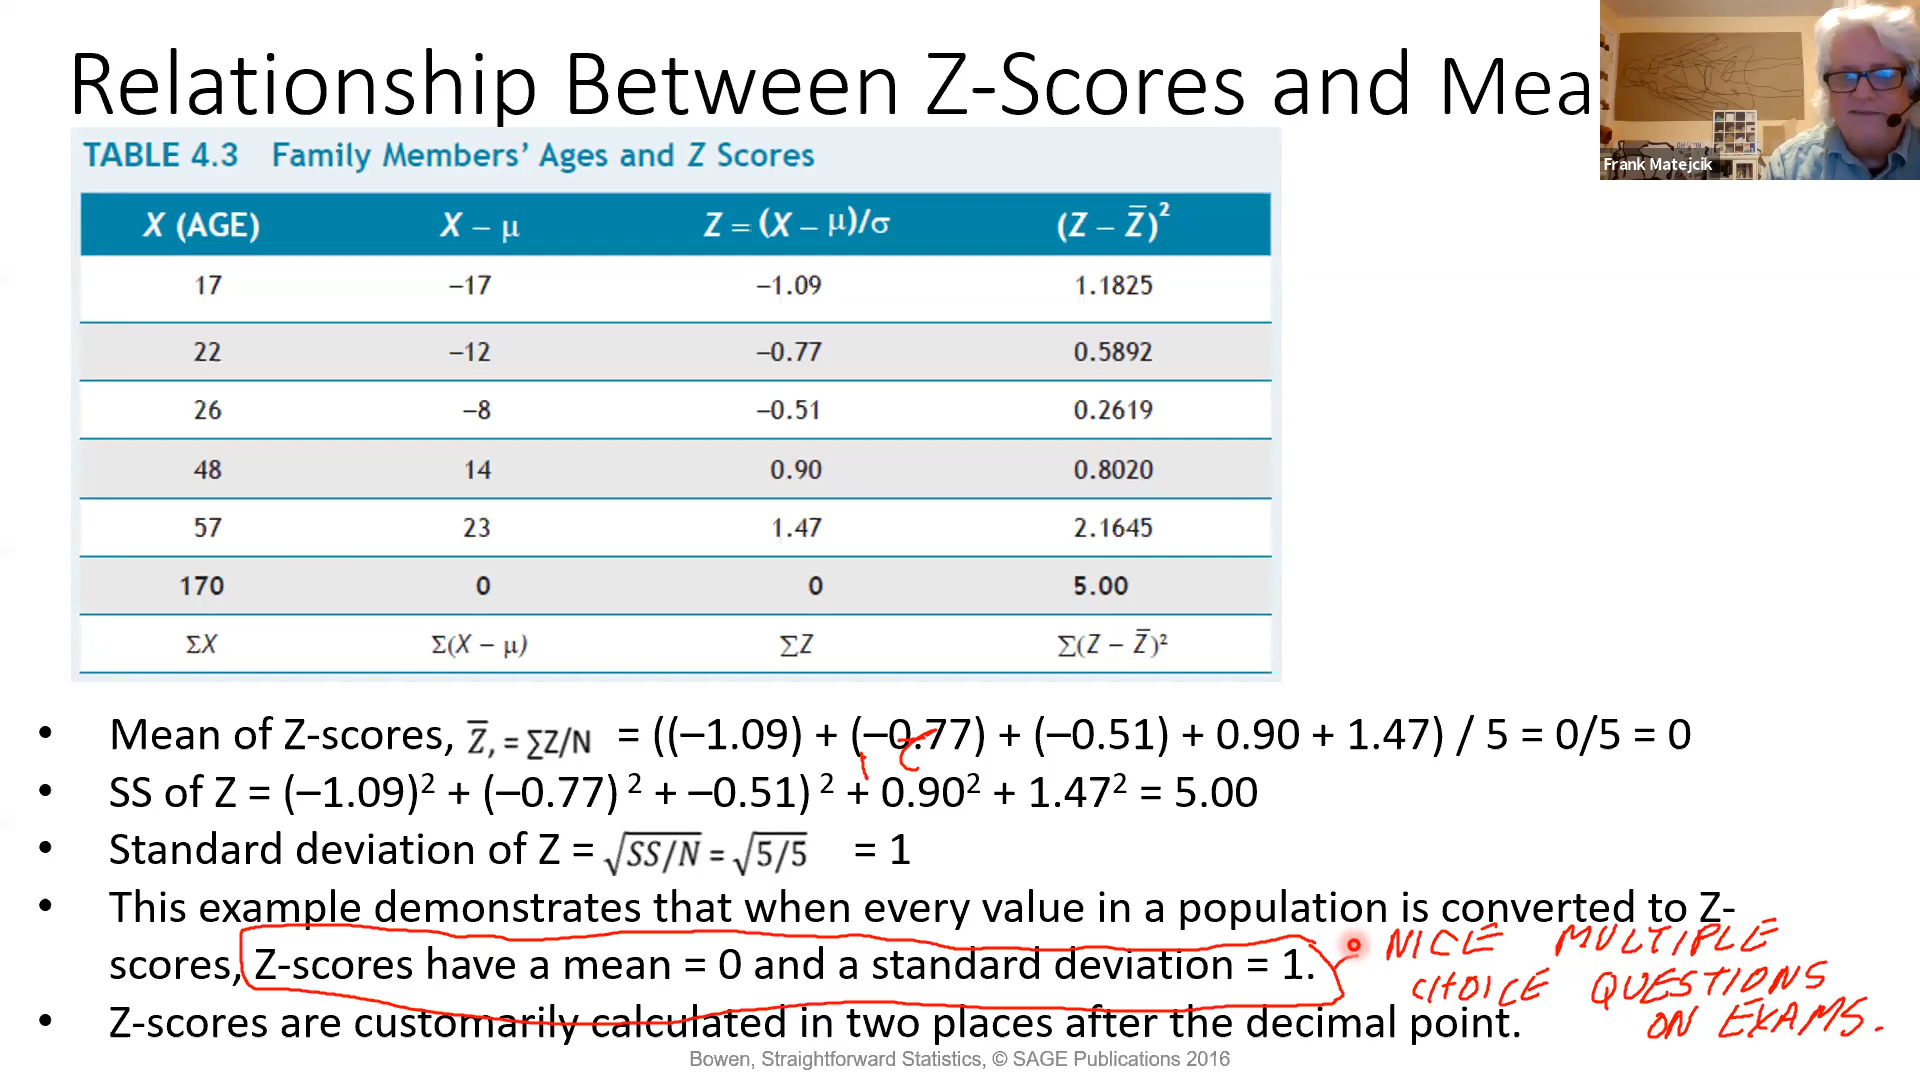 Relationship Between Z-Scores and Mea
Frank Matejcik
TABLE 4.3 Family Members' Ages and Z Scores
X (AGE) X – μ Z = (X – μ)/σ (Z – Z̅)²
17 –17 –1.09 1.1825
22 –12 –0.77 0.5892
26 –8 –0.51 0.2619
48 14 0.90 0.8020
57 23 1.47 2.1645
170 0 0 5.00
ΣX Σ(X – μ) ΣZ Σ(Z – Z̅)²
• Mean of Z-scores, Z̅, = ∑Z/N = ((–1.09) + (–0.77) + (–0.51) + 0.90 + 1.47) / 5 = 0/5 = 0
• SS of Z = (–1.09)² + (–0.77) ² + –0.51) ² + 0.90² + 1.47² = 5.00
• Standard deviation of Z = √SS/N = √5/5 = 1
• This example demonstrates that when every value in a population is converted to Z-
scores, Z-scores have a mean = 0 and a standard deviation = 1.
NICE MULTIPLE
CHOICE QUESTIONS
ON EXAMS.
• Z-scores are customarily calculated in two places after the decimal point.
Bowen, Straightforward Statistics, © SAGE Publications 2016